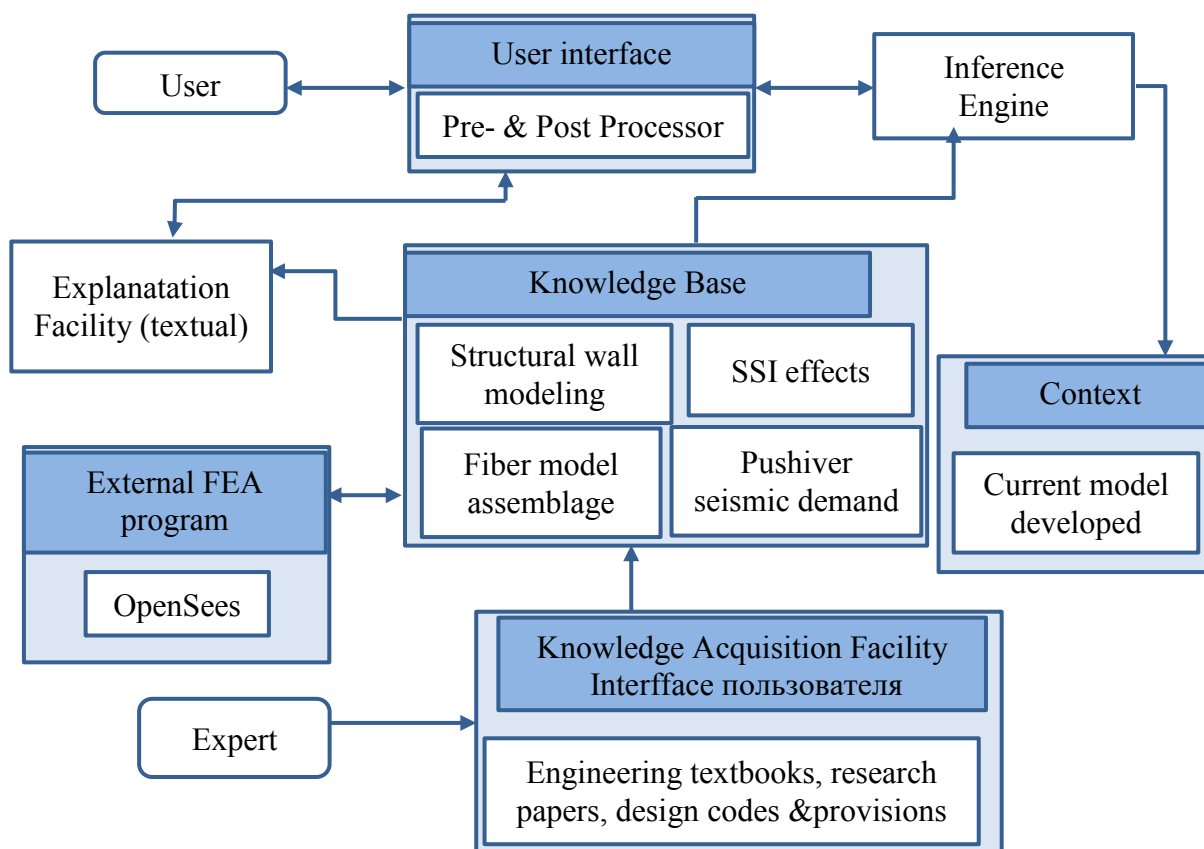 User
User interface
Pre- & Post Processor
Inference
Engine
Explanatation
Facility (textual)
Knowledge Base
Structural wall
modeling
SSI effects
Fiber model
assemblage
Pushiver
seismic demand
Context
Current model
developed
External FEA
program
OpenSees
Knowledge Acquisition Facility
Interfface пользователя
Expert
Engineering textbooks, research
papers, design codes &provisions